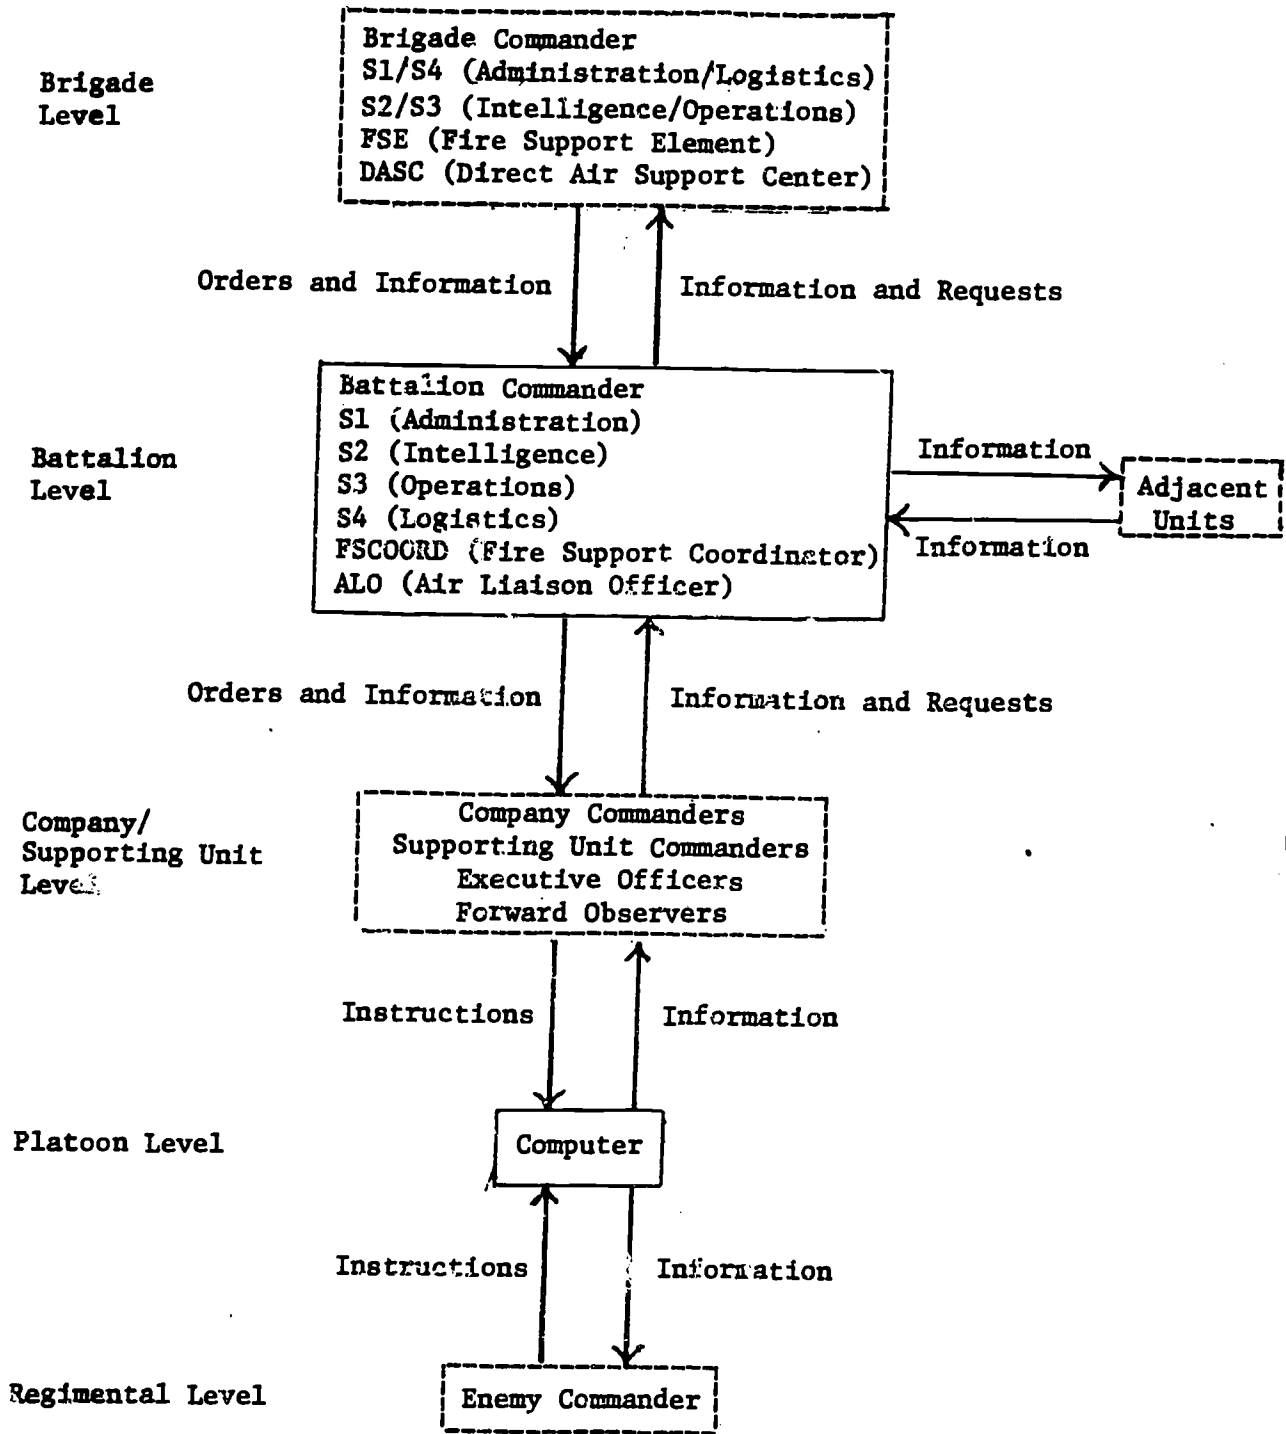 Brigade Commander
S1/S4 (Administration/Logistics)
S2/S3 (Intelligence/Operations)
FSE (Fire Support Element)
DASC (Direct Air Support Center)
Brigade
Level
Orders and Information
Information and Requests
Battalion Commander
S1 (Administration)
S2 (Intelligence)
S3 (Operations)
S4 (Logistics)
FSCOORD (Fire Support Coordinator)
ALO (Air Liaison Officer)
Battalion
Level
Information
Adjacent
Units
Information
Orders and Information
Information and Requests
Company/
Supporting Unit
Level
Company Commanders
Supporting Unit Commanders
Executive Officers
Forward Observers
Instructions
Information
Platoon Level
Computer
Instructions
Information
Regimental Level
Enemy Commander